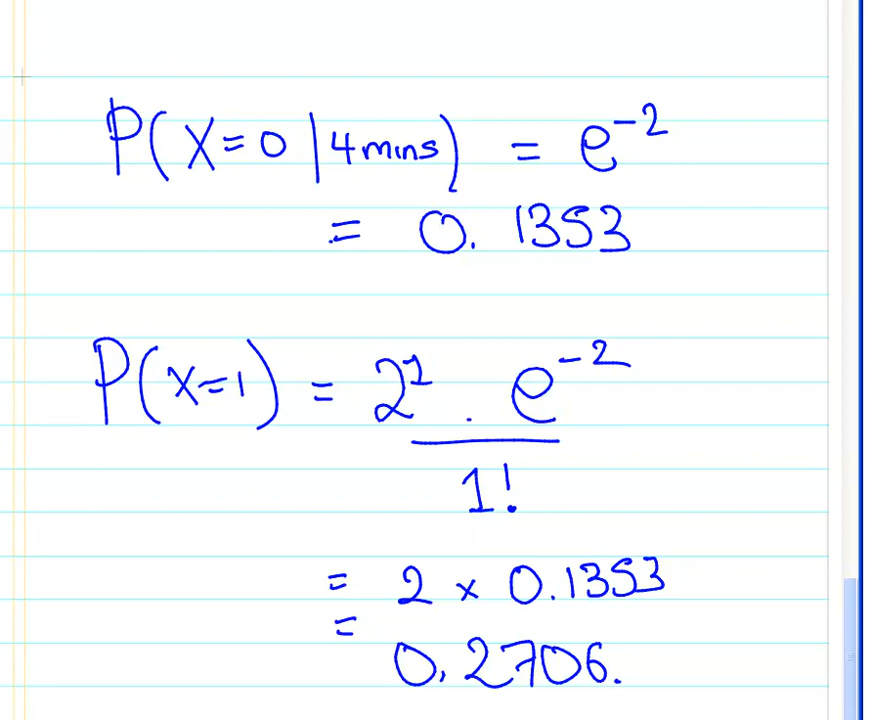 P(X=0 | 4mins) = e^-2
= 0.1353
P(x=1) = 2^1 . e^-2
1!
= 2 x 0.1353
=
0.2706.